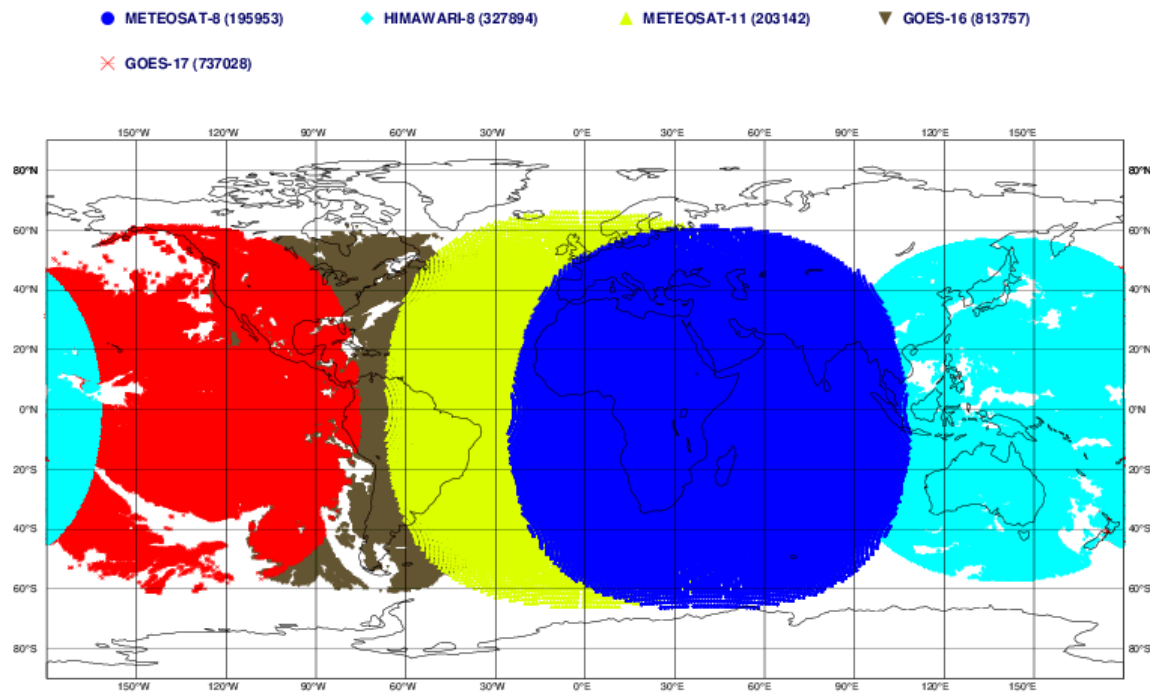 METEOSAT-8 (195953) HIMAWARI-8 (327894) METEOSAT-11 (203142) GOES-16 (813757)
GOES-17 (737028)
150°W 120°W 90°W 60°W 30°W 0°E 30°E 60°E 90°E 120°E 150°E
80°N 80°N
60°N 60°N
40°N 40°N
20°N 20°N
0°N 0°N
20°S 20°S
40°S 40°S
60°S 60°S
80°S 80°S
150°W 120°W 90°W 60°W 30°W 0°E 30°E 60°E 90°E 120°E 150°E